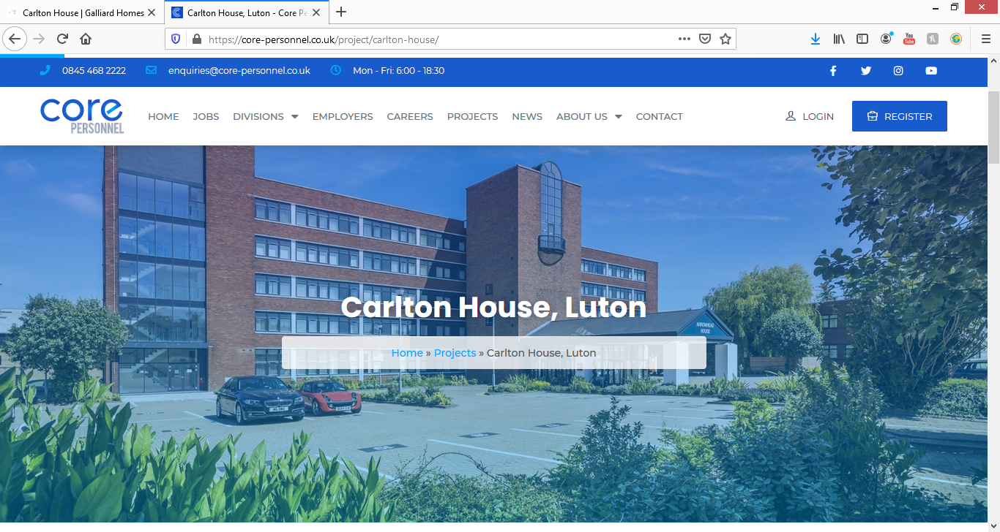 Carlton House | Galliard Homes
Carlton House, Luton - Core Pe
https://core-personnel.co.uk/project/carlton-house/
You
Tube
0845 468 2222
enquiries@core-personnel.co.uk
Mon - Fri: 6:00 - 18:30
core
PERSONNEL
HOME
JOBS
DIVISIONS
EMPLOYERS
CAREERS
PROJECTS
NEWS
ABOUT US
CONTACT
LOGIN
REGISTER
Carlton House, Luton
ARROWHEAD
HOUSE
Home » Projects » Carlton House, Luton